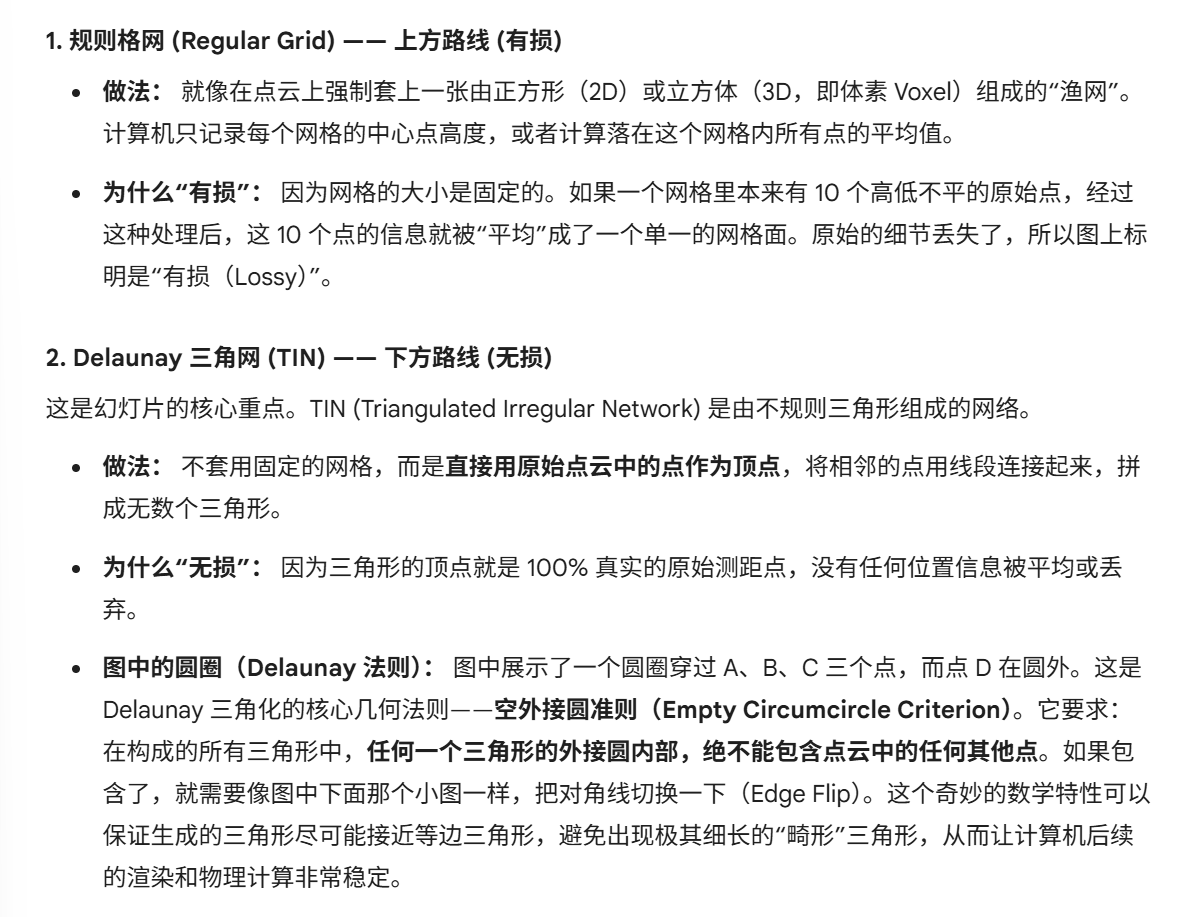 1. 规则格网 (Regular Grid) —— 上方路线 (有损)
• 做法： 就像在点云上强制套上一张由正方形（2D）或立方体（3D，即体素 Voxel）组成的“渔网”。
计算机只记录每个网格的中心点高度，或者计算落在这个网格内所有点的平均值。
• 为什么“有损”： 因为网格的大小是固定的。如果一个网格里本来有 10 个高低不平的原始点，经过
这种处理后，这 10 个点的信息就被“平均”成了一个单一的网格面。原始的细节丢失了，所以图上标
明是“有损（Lossy）”。
2. Delaunay 三角网 (TIN) —— 下方路线 (无损)
这是幻灯片的核心重点。TIN (Triangulated Irregular Network) 是由不规则三角形组成的网络。
• 做法： 不套用固定的网格，而是直接用原始点云中的点作为顶点，将相邻的点用线段连接起来，拼
成无数个三角形。
• 为什么“无损”： 因为三角形的顶点就是 100% 真实的原始测距点，没有任何位置信息被平均或丢
弃。
• 图中的圆圈（Delaunay 法则）： 图中展示了一个圆圈穿过 A、B、C 三个点，而点 D 在圆外。这是
Delaunay 三角化的核心几何法则——空外接圆准则（Empty Circumcircle Criterion）。它要求：
在构成的所有三角形中，任何一个三角形的外接圆内部，绝不能包含点云中的任何其他点。如果包
含了，就需要像图中下面那个小图一样，把对角线切换一下（Edge Flip）。这个奇妙的数学特性可以
保证生成的三角形尽可能接近等边三角形，避免出现极其细长的“畸形”三角形，从而让计算机后续
的渲染和物理计算非常稳定。